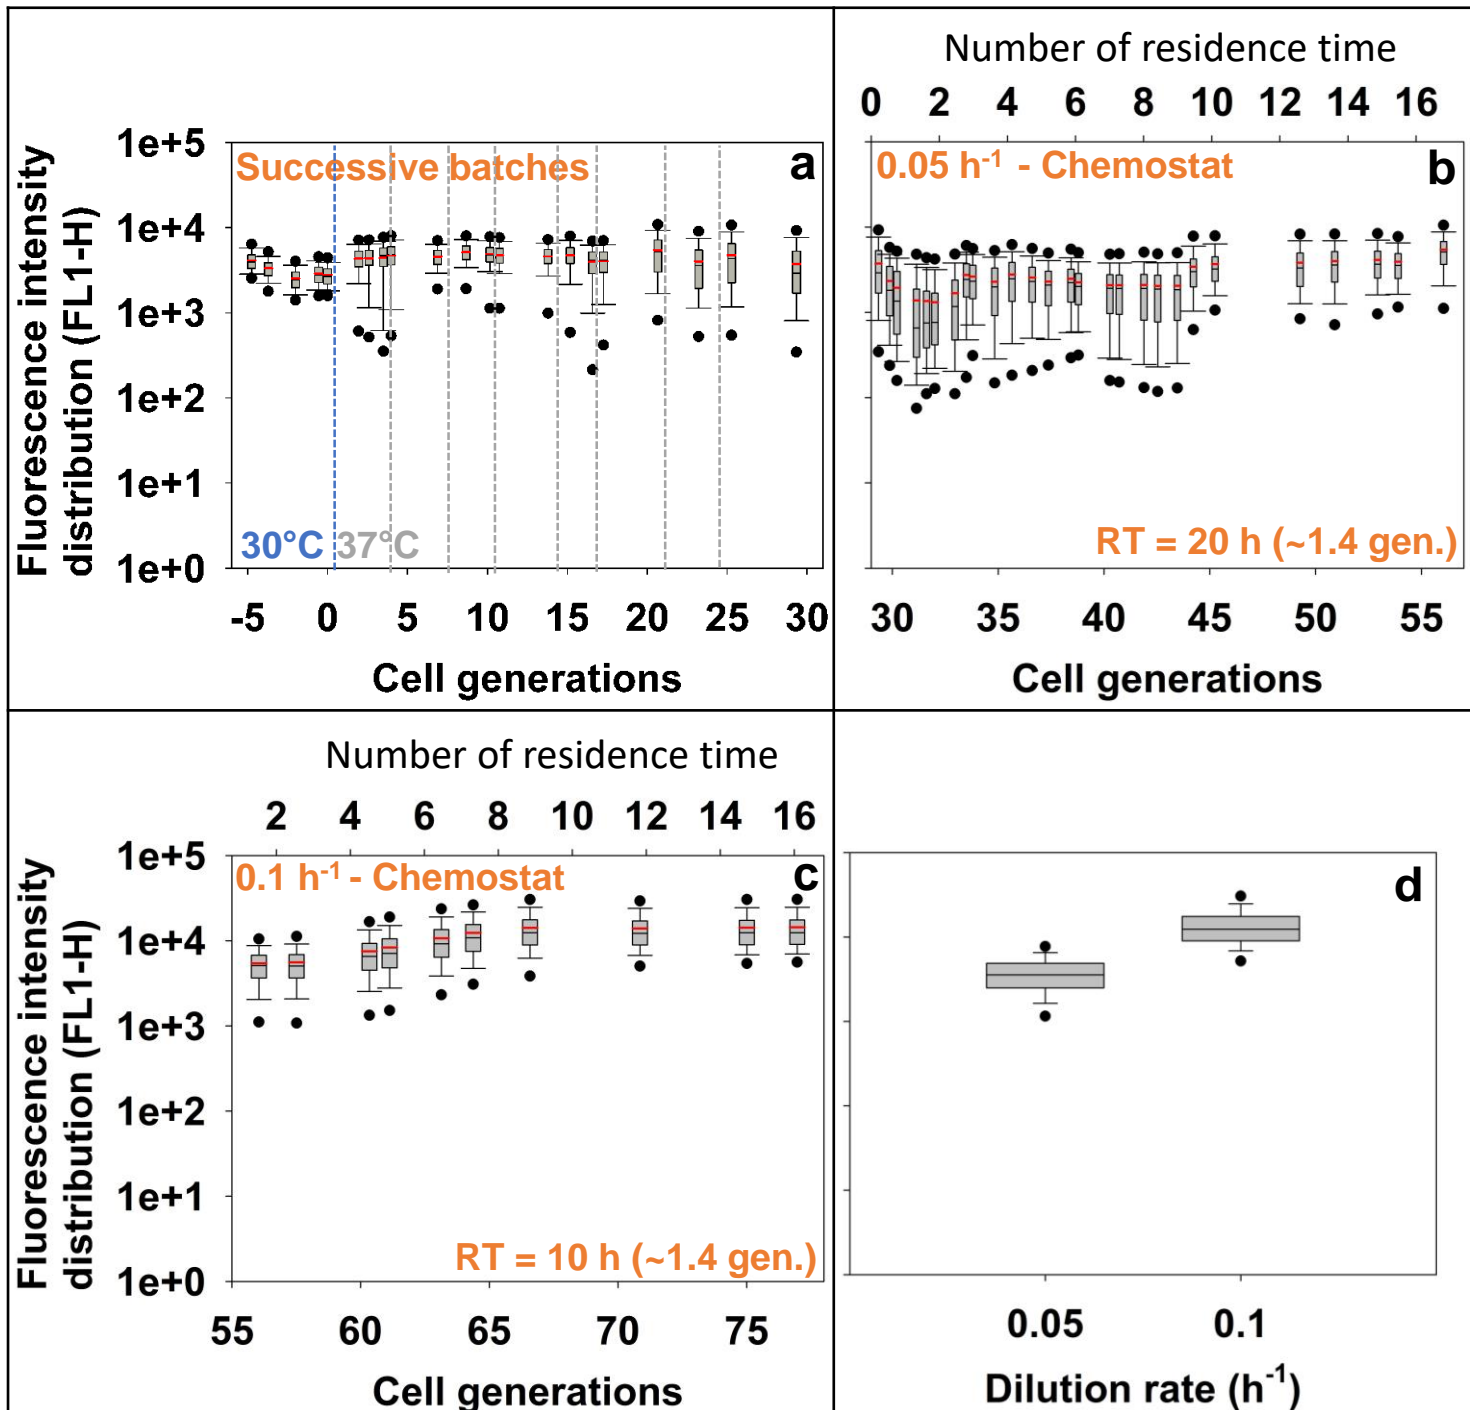 Fluorescence intensity
distribution (FL1-H)
1e+5
1e+4
1e+3
1e+2
1e+1
1e+0
Successive batches
a
30°C
37°C
-5 0 5 10 15 20 25 30
Cell generations
Number of residence time
0 2 4 6 8 10 12 14 16
0.05 h⁻¹ - Chemostat
b
RT = 20 h (~1.4 gen.)
30 35 40 45 50 55
Cell generations
Number of residence time
2 4 6 8 10 12 14 16
Fluorescence intensity
distribution (FL1-H)
1e+5
1e+4
1e+3
1e+2
1e+1
1e+0
0.1 h⁻¹ - Chemostat
c
RT = 10 h (~1.4 gen.)
55 60 65 70 75
Cell generations
d
0.05 0.1
Dilution rate (h⁻¹)